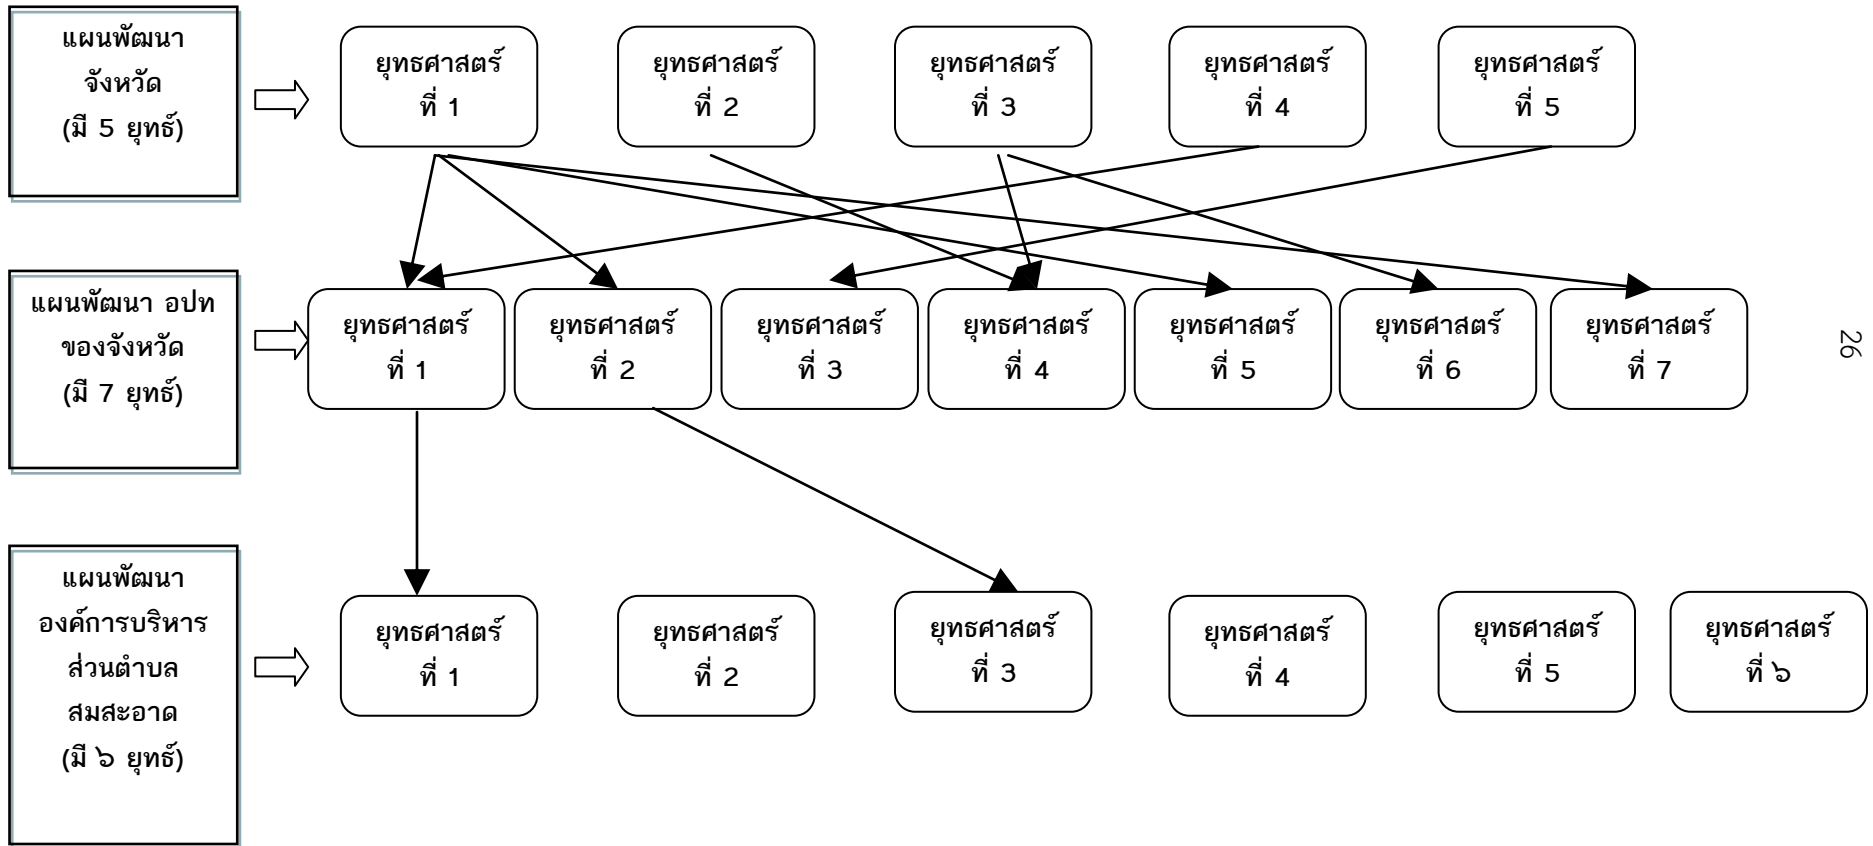 แผนพัฒนา
จังหวัด
(มี 5 ยุทธ์)
ยุทธศาสตร์
ที่ 1
ยุทธศาสตร์
ที่ 2
ยุทธศาสตร์
ที่ 3
ยุทธศาสตร์
ที่ 4
ยุทธศาสตร์
ที่ 5
แผนพัฒนา อปท
ของจังหวัด
(มี 7 ยุทธ์)
ยุทธศาสตร์
ที่ 1
ยุทธศาสตร์
ที่ 2
ยุทธศาสตร์
ที่ 3
ยุทธศาสตร์
ที่ 4
ยุทธศาสตร์
ที่ 5
ยุทธศาสตร์
ที่ 6
ยุทธศาสตร์
ที่ 7
26
แผนพัฒนา
องค์การบริหาร
ส่วนตำบล
สมสะอาด
(มี ๖ ยุทธ์)
ยุทธศาสตร์
ที่ 1
ยุทธศาสตร์
ที่ 2
ยุทธศาสตร์
ที่ 3
ยุทธศาสตร์
ที่ 4
ยุทธศาสตร์
ที่ 5
ยุทธศาสตร์
ที่ ๖